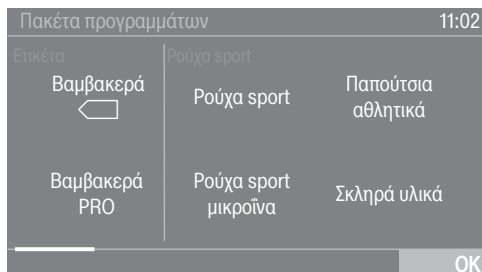 Πακέτα προγραμμάτων 11:02
Ετικέτα Ρούχα sport
Βαμβακερά
Ρούχα sport
Παπούτσια
αθλητικά
Βαμβακερά
PRO
Ρούχα sport
μικροΐνα
Σκληρά υλικά
OK